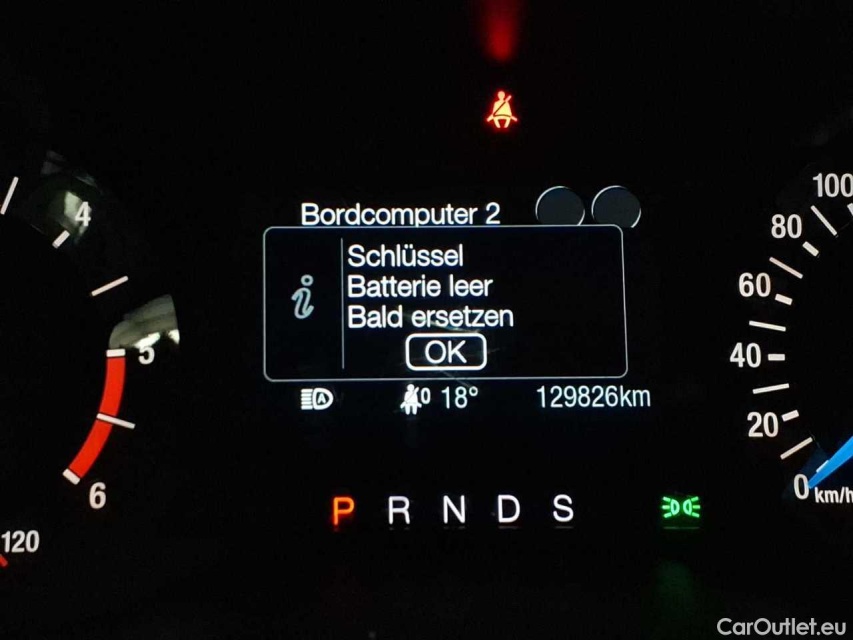 Bordcomputer 2
Schlüssel
Batterie leer
Bald ersetzen
OK
18° 129826km
P R N D S
4
5
6
120
100
80
60
40
20
0 km/h
CarOutlet.eu